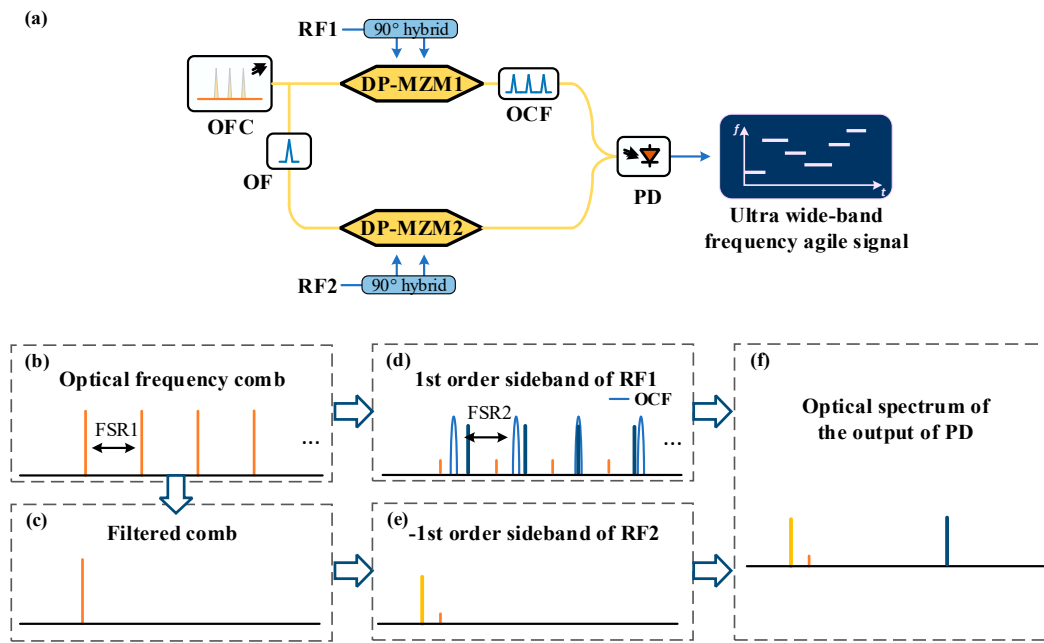 (a)
RF1
90° hybrid
DP-MZM1
OFC
OCF
OF
PD
f
t
Ultra wide-band
frequency agile signal
DP-MZM2
RF2
90° hybrid
(b)
Optical frequency comb
FSR1
...
(d)
1st order sideband of RF1
FSR2
OCF
...
(f)
Optical spectrum of
the output of PD
(c)
Filtered comb
(e)
-1st order sideband of RF2